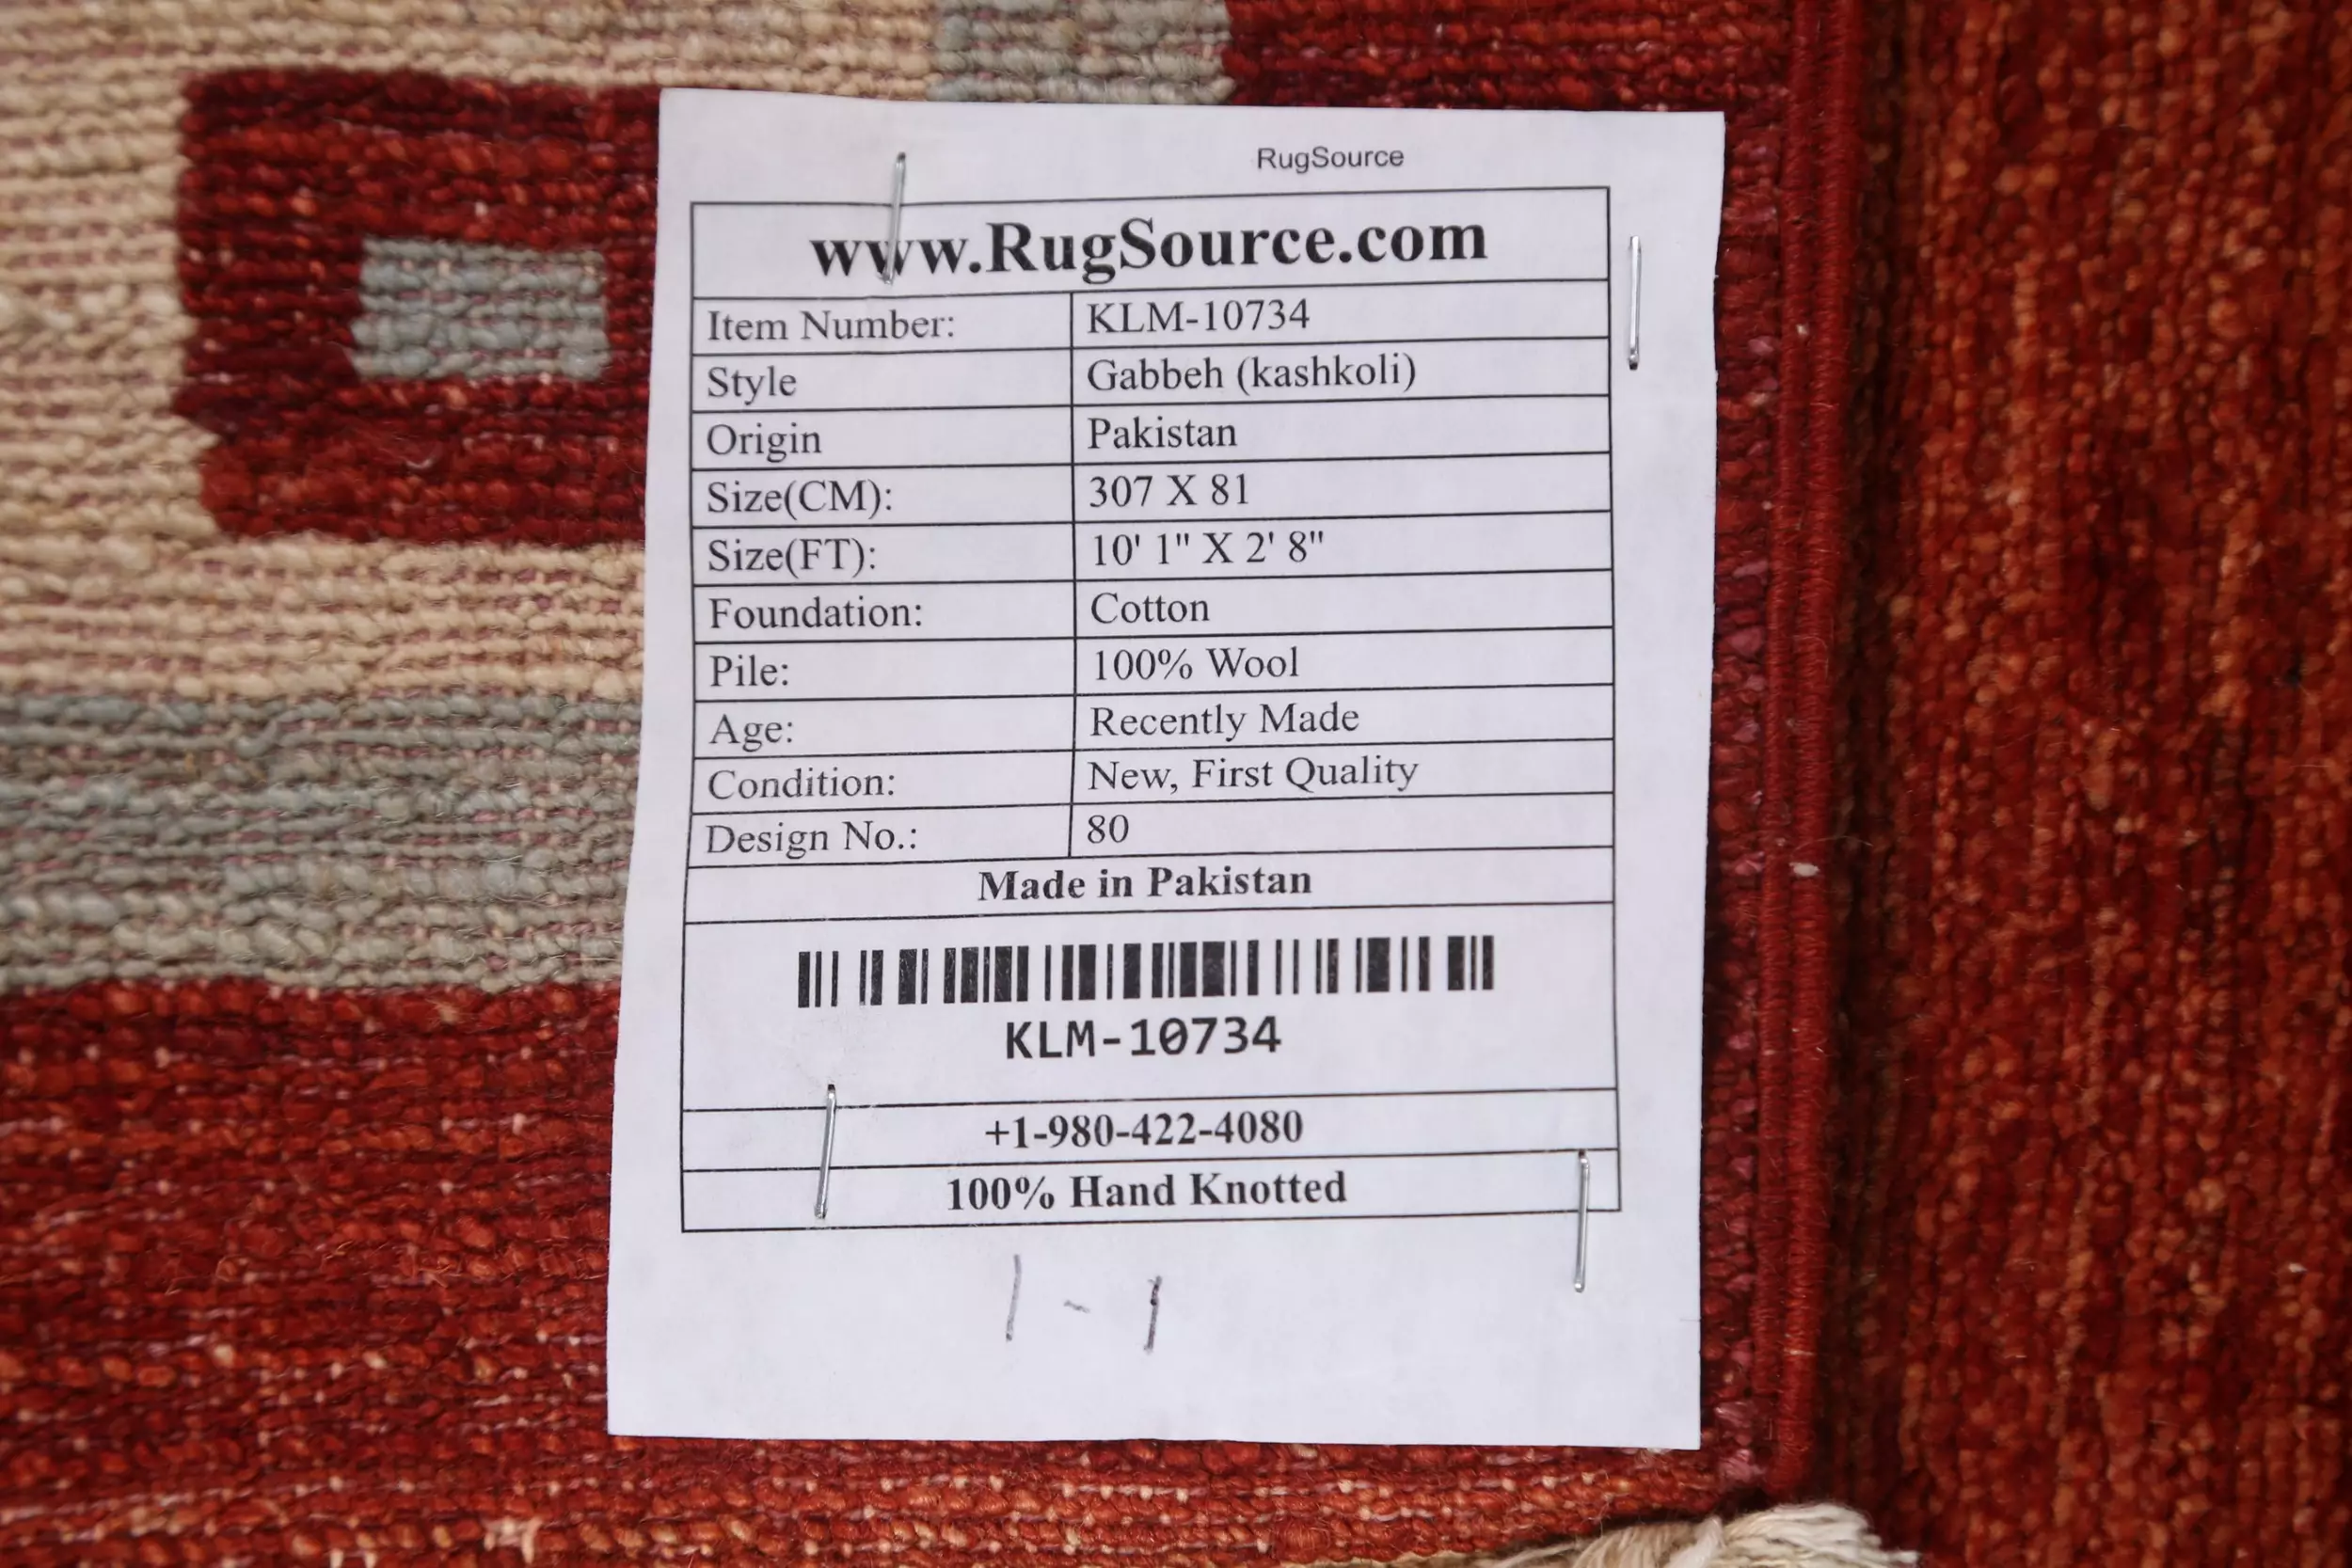 RugSource
www.RugSource.com
Item Number: KLM-10734
Style Gabbeh (kashkoli)
Origin Pakistan
Size(CM): 307 X 81
Size(FT): 10' 1" X 2' 8"
Foundation: Cotton
Pile: 100% Wool
Age: Recently Made
Condition: New, First Quality
Design No.: 80
Made in Pakistan
KLM-10734
+1-980-422-4080
100% Hand Knotted
1 - 1